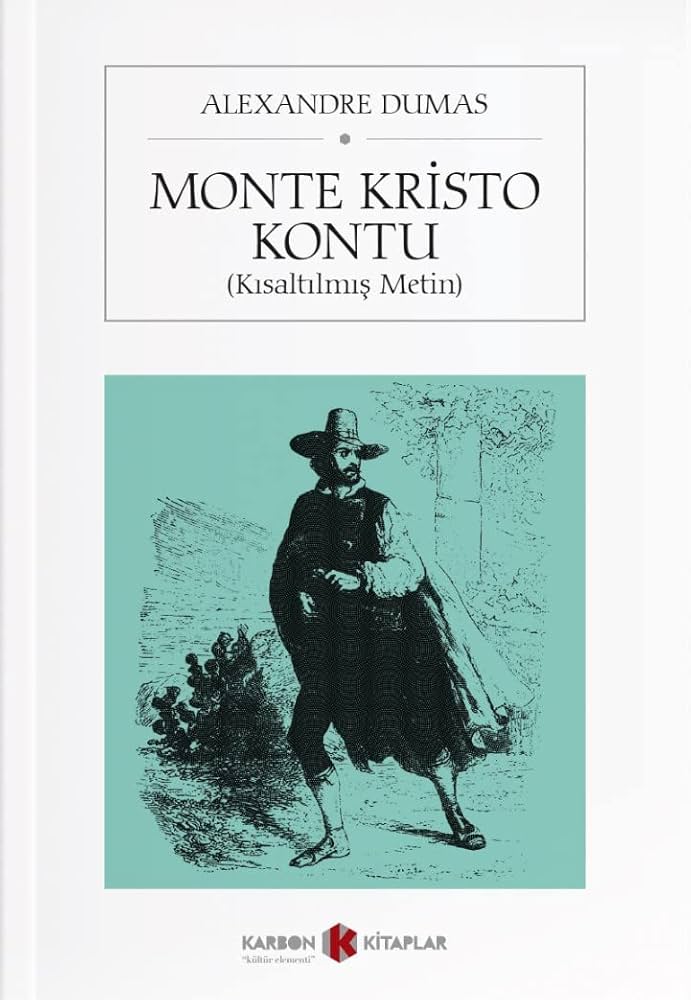 ALEXANDRE DUMAS
MONTE KRİSTO
KONTU
(Kısaltılmış Metin)
KARBON K KİTAPLAR
"kültür elementi"